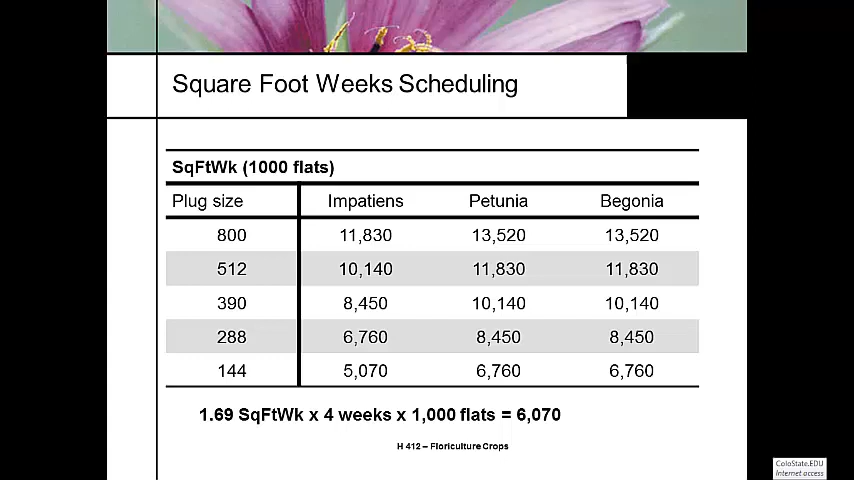 Square Foot Weeks Scheduling
SqFtWk (1000 flats)
Plug size Impatiens Petunia Begonia
800 11,830 13,520 13,520
512 10,140 11,830 11,830
390 8,450 10,140 10,140
288 6,760 8,450 8,450
144 5,070 6,760 6,760
1.69 SqFtWk x 4 weeks x 1,000 flats = 6,070
H 412 – Floriculture Crops
ColoState.EDU
Internet access